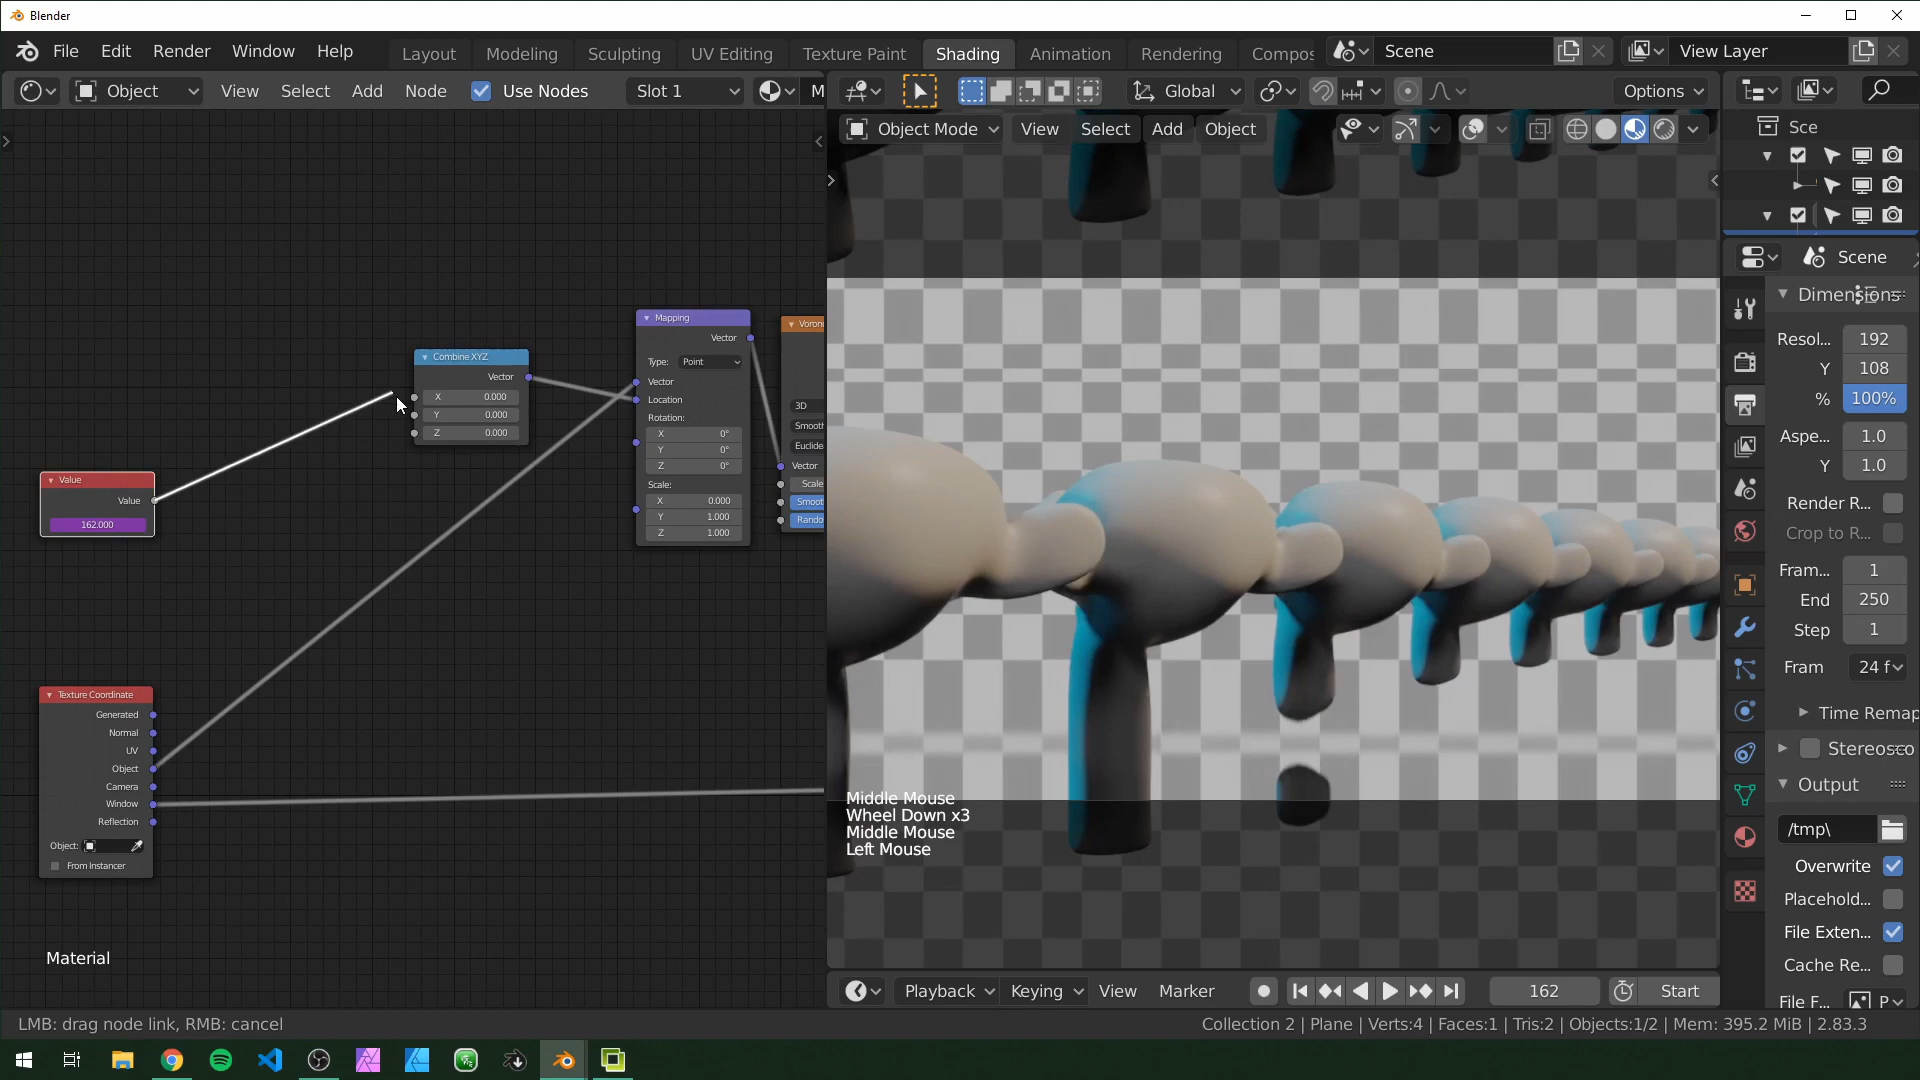 Blender
File Edit Render Window Help
Layout Modeling Sculpting UV Editing Texture Paint Shading Animation Rendering Compos
Scene
View Layer
Object View Select Add Node Use Nodes Slot 1 M
Global Options
Object Mode View Select Add Object
Sce
Scene
Dimensions
Resol... 192
Y 108
% 100%
Aspe... 1.0
Y 1.0
Render R...
Crop to R...
Fram... 1
End 250
Step 1
Fram 24 f
Time Remap
Stereosco
Output
/tmp\
Overwrite
Placehold...
File Exten...
Cache Re...
File F... P
Combine XYZ
Vector
X 0.000
Y 0.000
Z 0.000
Mapping
Vector
Type: Point
Vector
Location
Rotation:
X 0°
Y 0°
Z 0°
Scale:
X 0.000
Y 1.000
Z 1.000
Voron
3D
Smoot
Euclide
Vector
Scale
Smoot
Rando
Value
Value
162.000
Texture Coordinate
Generated
Normal
UV
Object
Camera
Window
Reflection
Object:
From Instancer
Material
Middle Mouse
Wheel Down x3
Middle Mouse
Left Mouse
Playback Keying View Marker 162 Start
LMB: drag node link, RMB: cancel
Collection 2 | Plane | Verts:4 | Faces:1 | Tris:2 | Objects:1/2 | Mem: 395.2 MiB | 2.83.3